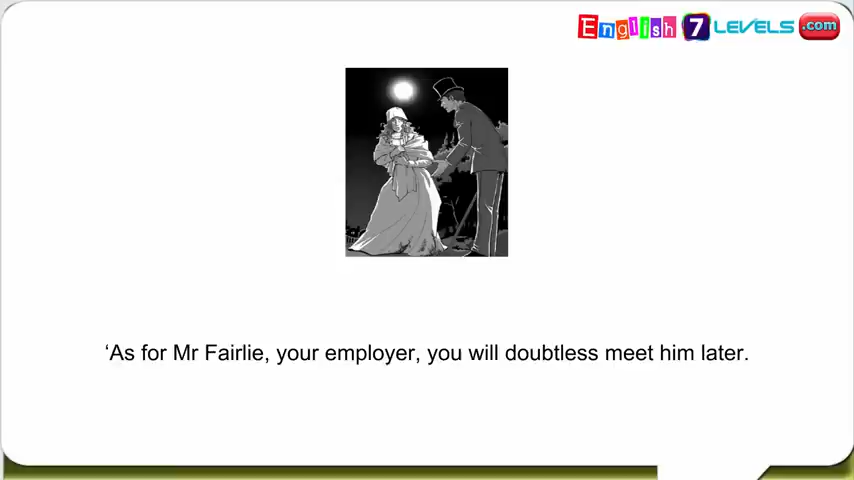 English 7 LEVELS .com
‘As for Mr Fairlie, your employer, you will doubtless meet him later.